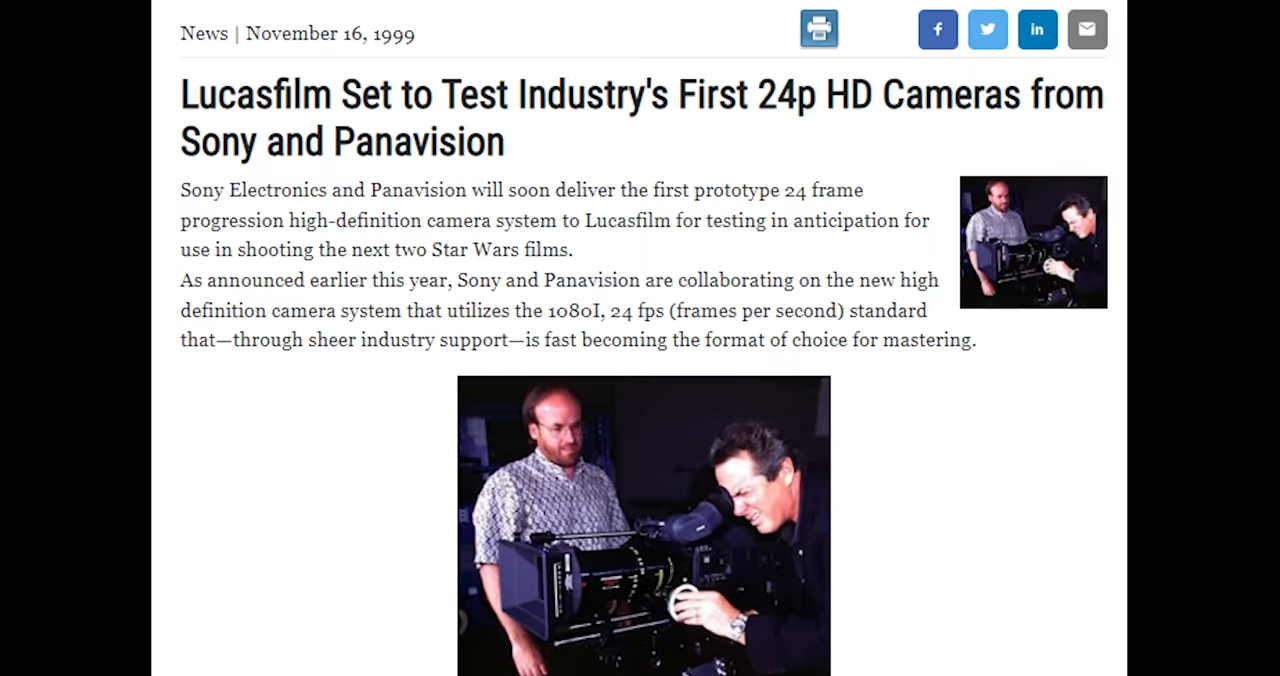 News | November 16, 1999
Lucasfilm Set to Test Industry's First 24p HD Cameras from
Sony and Panavision
Sony Electronics and Panavision will soon deliver the first prototype 24 frame
progression high-definition camera system to Lucasfilm for testing in anticipation for
use in shooting the next two Star Wars films.
As announced earlier this year, Sony and Panavision are collaborating on the new high
definition camera system that utilizes the 1080I, 24 fps (frames per second) standard
that—through sheer industry support—is fast becoming the format of choice for mastering.